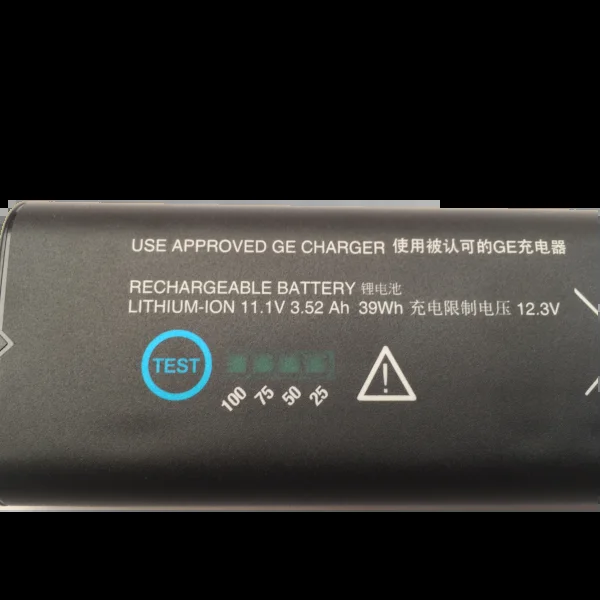 USE APPROVED GE CHARGER 使用被认可的GE充电器
RECHARGEABLE BATTERY 锂电池
LITHIUM-ION 11.1V 3.52 Ah 39Wh 充电限制电压 12.3V
TEST
100 75 50 25